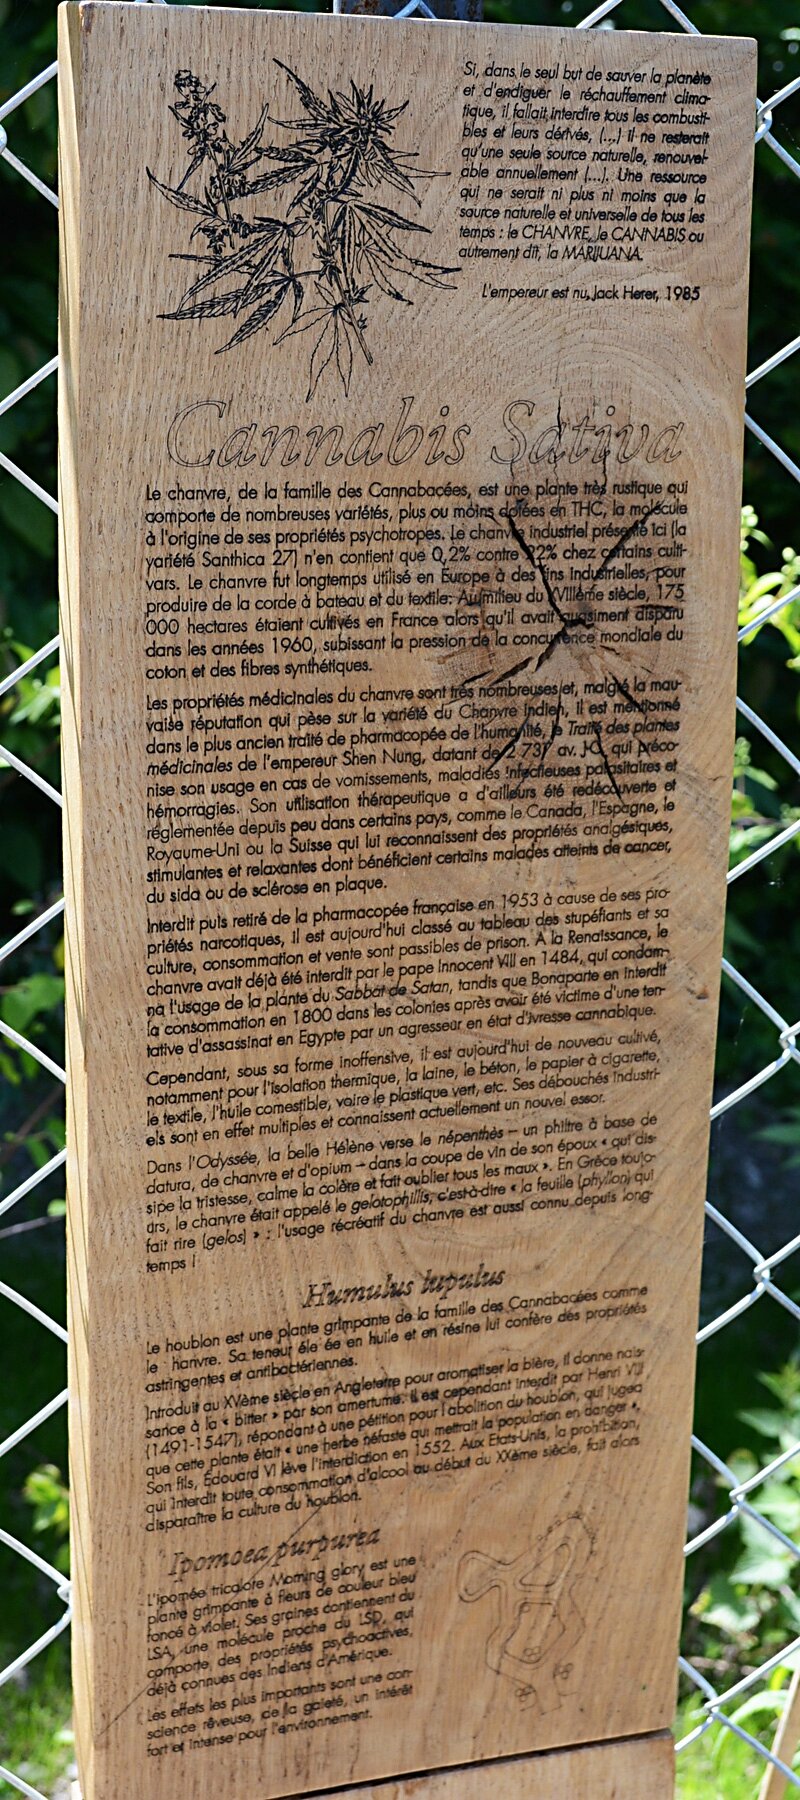 Si, dans le seul but de sauver la planète
et d'endiguer le réchauffement clima-
tique, il fallait interdire tous les combusti-
bles et leurs dérivés, (...) il ne resterait
qu'une seule source naturelle, renouvel-
able annuellement (...). Une ressource
qui ne serait ni plus ni moins que la
source naturelle et universelle de tous les
temps : le CHANVRE, le CANNABIS ou
autrement dit, la MARIJUANA.
L'empereur est nu, Jack Herer, 1985
Cannabis Sativa
Le chanvre, de la famille des Cannabacées, est une plante très rustique qui
comporte de nombreuses variétés, plus ou moins dotées en THC, la molécule
à l'origine de ses propriétés psychotropes. Le chanvre industriel présenté ici (la
variété Santhica 27) n'en contient que 0,2% contre 22% chez certains culti-
vars. Le chanvre fut longtemps utilisé en Europe à des fins industrielles, pour
produire de la corde à bateau et du textile: Au milieu du XVIIIème siècle, 175
000 hectares étaient cultivés en France alors qu'il avait quasiment disparu
dans les années 1960, subissant la pression de la concurrence mondiale du
coton et des fibres synthétiques.
Les propriétés médicinales du chanvre sont très nombreuses et, malgré la mau-
vaise réputation qui pèse sur la variété du Chanvre Indien, il est mentionné
dans le plus ancien traité de pharmacopée de l'humanité, le Traité des plantes
médicinales de l'empereur Shen Nung, datant de 2 737 av. J-C, qui préco-
nise son usage en cas de vomissements, maladies infectieuses parasitaires et
hémorragies. Son utilisation thérapeutique a d'ailleurs été redécouverte et
réglementée depuis peu dans certains pays, comme le Canada, l'Espagne, le
Royaume-Uni ou la Suisse qui lui reconnaissent des propriétés analgésiques,
stimulantes et relaxantes dont bénéficient certains malades atteints de cancer,
du sida ou de sclérose en plaque.
Interdit puis retiré de la pharmacopée française en 1953 à cause de ses pro-
priétés narcotiques, il est aujourd'hui classé au tableau des stupéfiants et sa
culture, consommation et vente sont passibles de prison. A la Renaissance, le
chanvre avait déjà été interdit par le pape Innocent VIII en 1484, qui condam-
na l'usage de la plante du Sabbat de Satan, tandis que Bonaparte en interdit
la consommation en 1800 dans les colonies après avoir été victime d'une ten-
tative d'assassinat en Egypte par un agresseur en état d'ivresse cannabique.
Cependant, sous sa forme inoffensive, il est aujourd'hui de nouveau cultivé,
notamment pour l'isolation thermique, la laine, le béton, le papier à cigarette,
le textile, l'huile comestible, voire le plastique vert, etc. Ses débouchés industri-
els sont en effet multiples et connaissent actuellement un nouvel essor.
Dans l'Odyssée, la belle Hélène verse le népenthès – un philtre à base de
datura, de chanvre et d'opium – dans la coupe de vin de son époux « qui dis-
sipe la tristesse, calme la colère et fait oublier tous les maux ». En Grèce toujo-
urs, le chanvre était appelé le gelotophillis, c'est-à-dire « la feuille (phyllon) qui
fait rire (gelos) » : l'usage récréatif du chanvre est aussi connu depuis long-
temps !
Humulus lupulus
Le houblon est une plante grimpante de la famille des Cannabacées comme
le hanvre. Sa teneur éle ée en huile et en résine lui confère des propriétés
astringentes et antibactériennes.
Introduit au XVème siècle en Angleterre pour aromatiser la bière, il donne nais-
sance à la « bitter » par son amertume. Il est cependant interdit par Henri VIII
(1491-1547), répondant à une pétition pour l'abolition du houblon, qui jugea
que cette plante était « une herbe néfaste qui mettrait la population en danger ».
Son fils, Edouard VI lève l'interdiction en 1552. Aux Etats-Unis, la prohibition,
qui interdit toute consommation d'alcool au début du XXème siècle, fait alors
disparaître la culture du houblon.
Ipomoea purpurea
L'ipomée tricolore Morning glory est une
plante grimpante à fleurs de couleur bleu
foncé à violet. Ses graines contiennent du
LSA, une molécule proche du LSD, qui
comporte des propriétés psychoactives,
déjà connues des Indiens d'Amérique.
Les effets les plus importants sont une con-
science rêveuse, de la gaieté, un intérêt
fort et intense pour l'environnement.